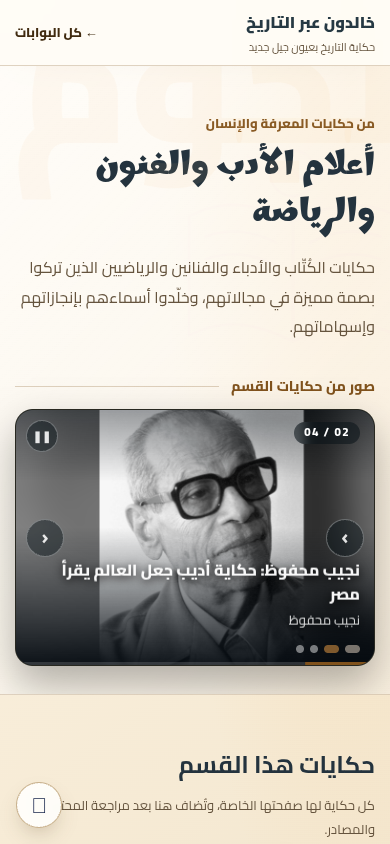 خالدون عبر التاريخ
حكاية التاريخ بعيون جيل جديد
← كل البوابات
من حكايات المعرفة والإنسان
أعلام الأدب والفنون
والرياضة
حكايات الكُتّاب والأدباء والفنانين والرياضيين الذين تركوا
بصمة مميزة في مجالاتهم، وخلّدوا أسماءهم بإنجازاتهم
وإسهاماتهم.
صور من حكايات القسم
02 / 04
نجيب محفوظ: حكاية أديب جعل العالم يقرأ
مصر
نجيب محفوظ
حكايات هذا القسم
كل حكاية لها صفحتها الخاصة، وتُضاف هنا بعد مراجعة
والمصادر.